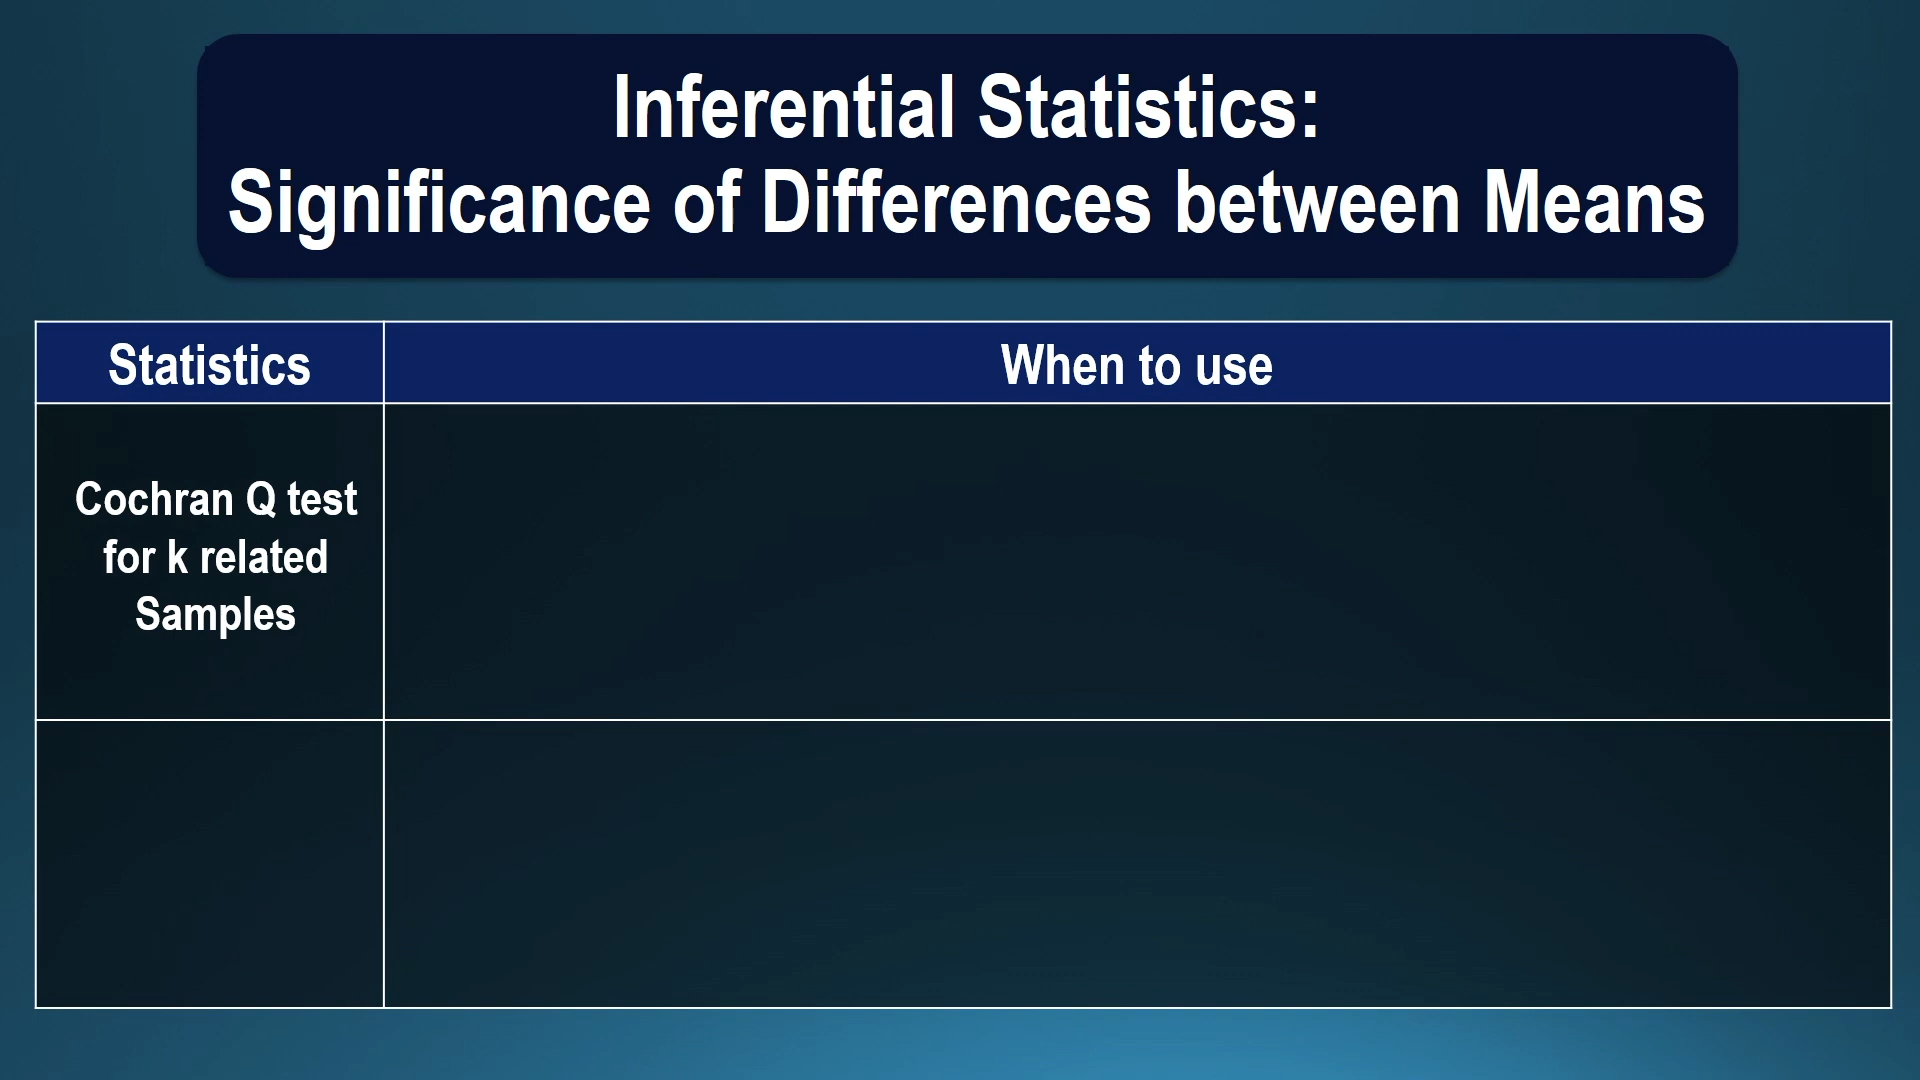 Inferential Statistics:
Significance of Differences between Means
Statistics
When to use
Cochran Q test
for k related
Samples